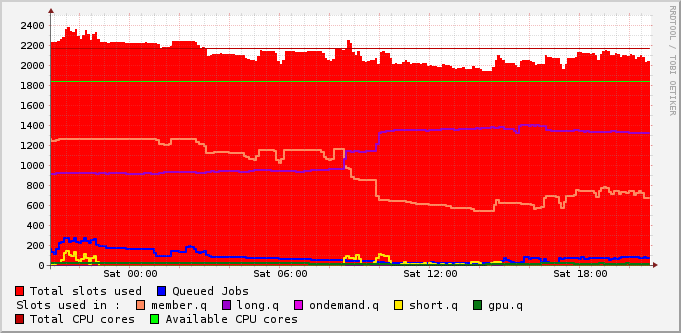 2400
2200
2000
1800
1600
1400
1200
1000
800
600
400
200
0
Sat 00:00 Sat 06:00 Sat 12:00 Sat 18:00
RRDTOOL / TOBI OETIKER
Total slots used Queued Jobs
Slots used in : member.q long.q ondemand.q short.q gpu.q
Total CPU cores Available CPU cores